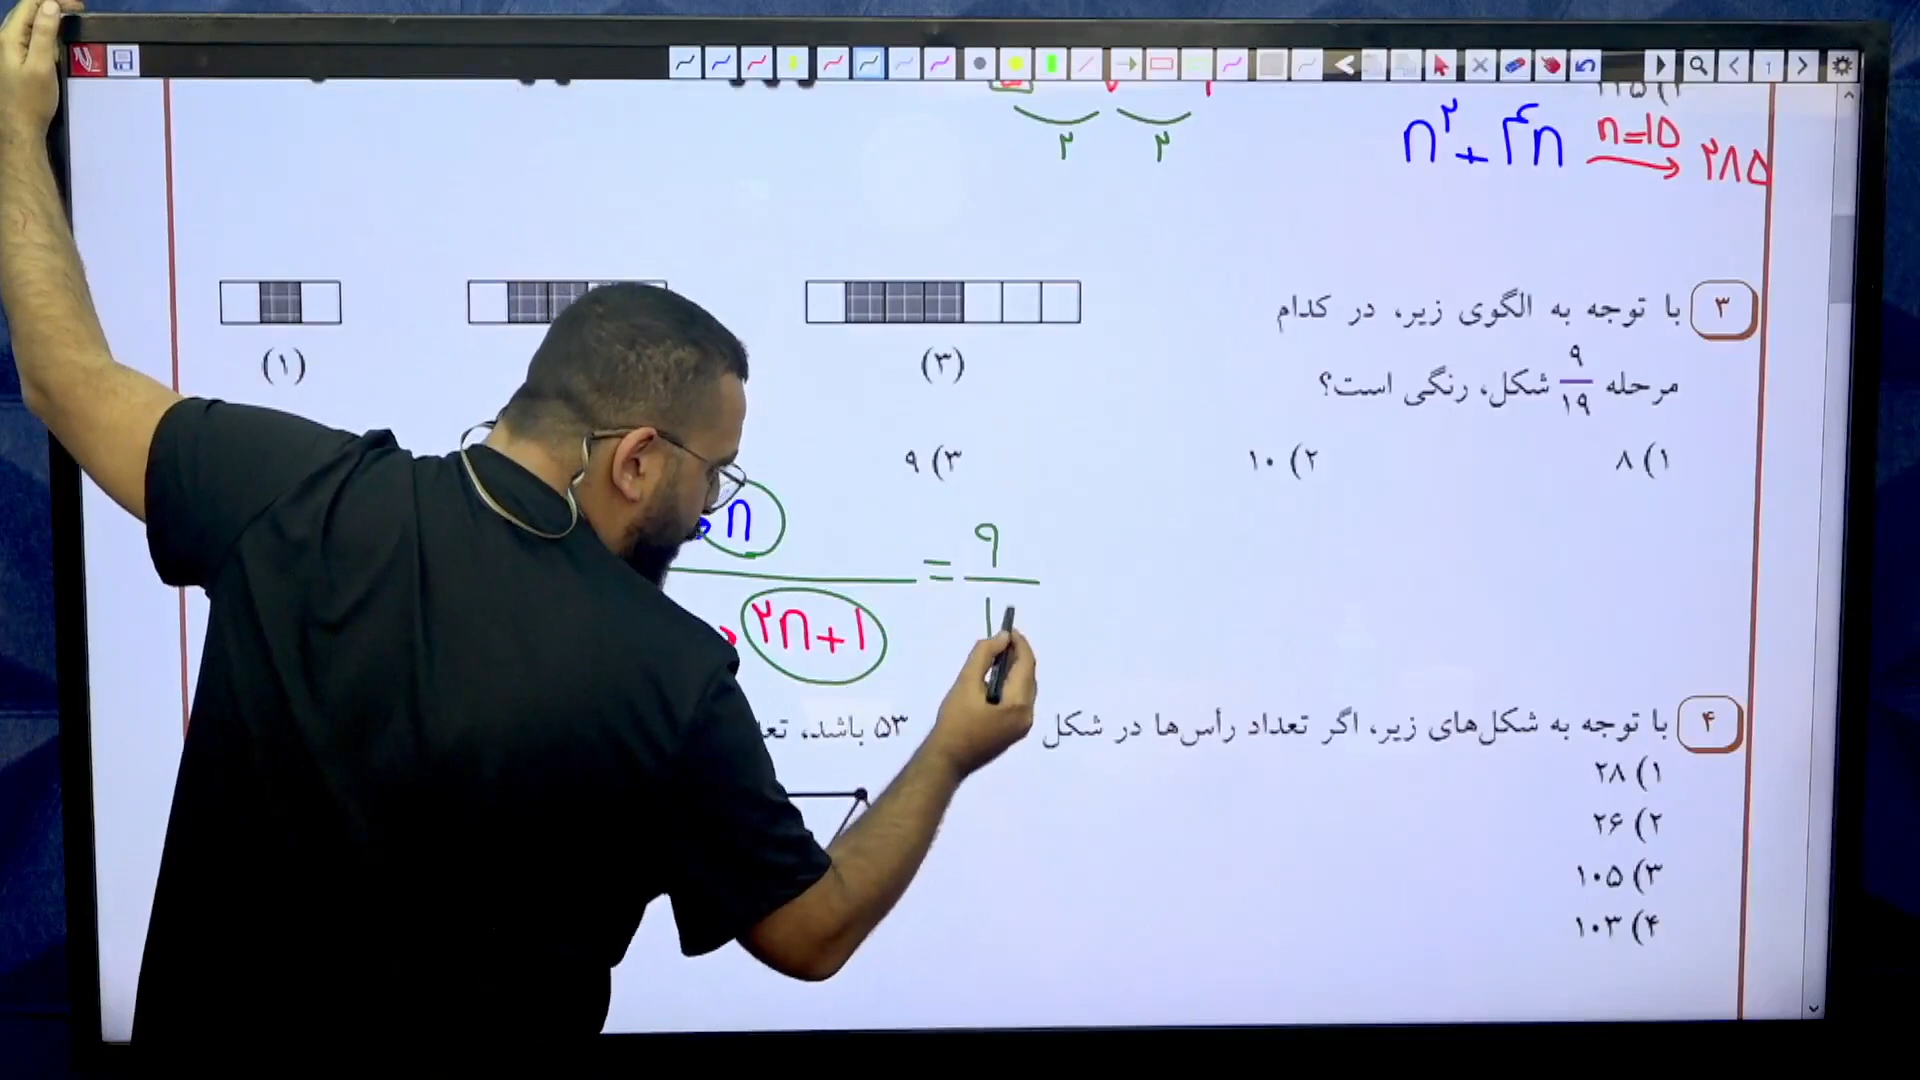 ۲ ۲
n² + ۴n n=۱۵ → ۲۸۵
۳ با توجه به الگوی زیر، در کدام
مرحله ۹/۱۹ شکل، رنگی است؟
(۱) (۳)
۱) ۸ ۲) ۱۰ ۳) ۹
n / ۲n+۱ = ۹ / ۱
۴ با توجه به شکل‌های زیر، اگر تعداد رأس‌ها در شکل ۵۳ باشد،
۱) ۲۸
۲) ۲۶
۳) ۱۰۵
۴) ۱۰۳